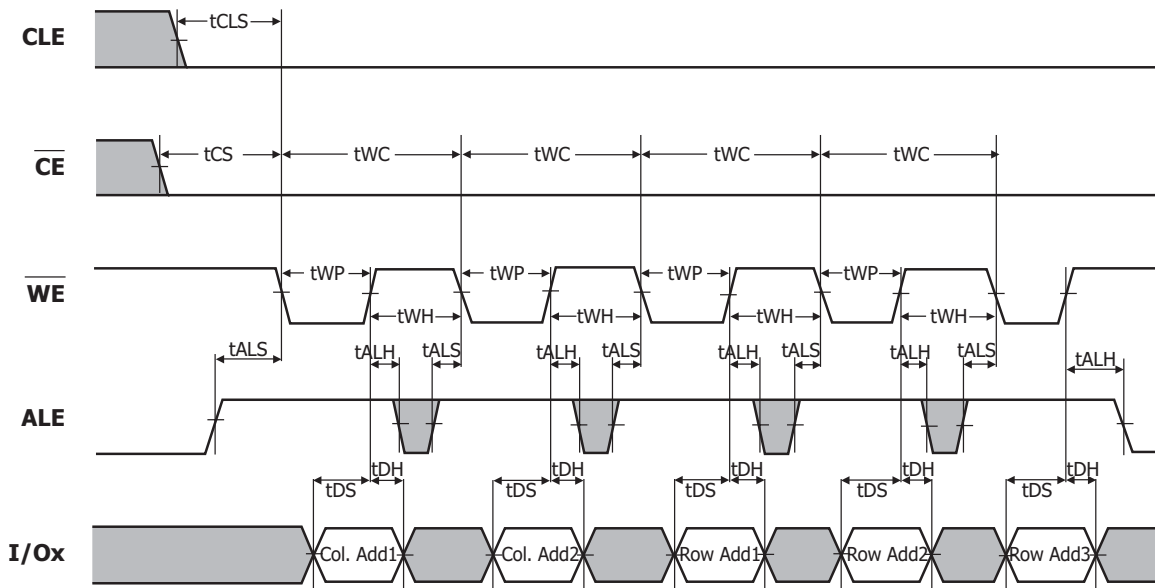 CLE
tCLS
CE
tCS
tWC
tWC
tWC
tWC
WE
tWP
tWP
tWP
tWP
tWH
tWH
tWH
tWH
tALS
tALH
tALS
tALH
tALS
tALH
tALS
tALH
tALS
tALH
ALE
tDH
tDH
tDH
tDH
tDH
tDS
tDS
tDS
tDS
tDS
I/Ox
Col. Add1
Col. Add2
Row Add1
Row Add2
Row Add3